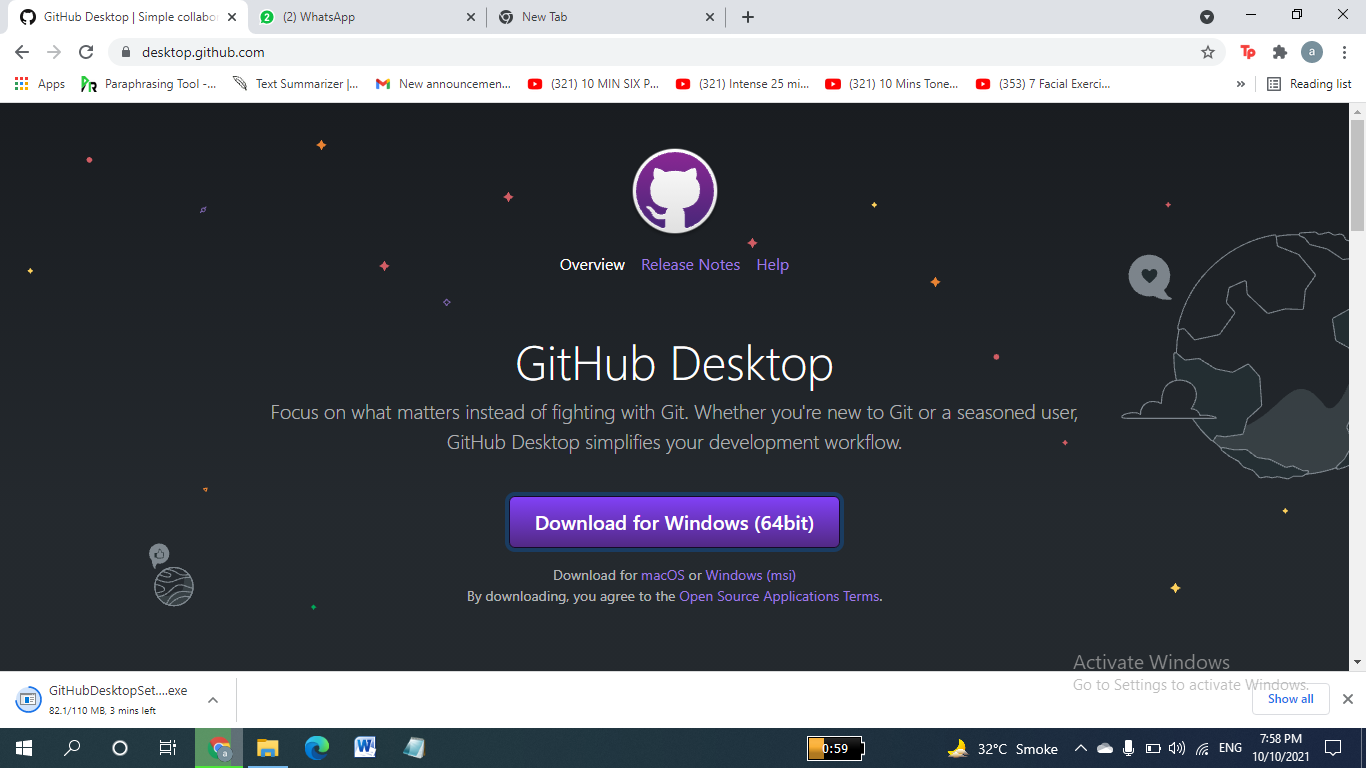 GitHub Desktop | Simple collabo
(2) WhatsApp
New Tab
desktop.github.com
a
Apps
Paraphrasing Tool -...
Text Summarizer |...
New announcemen...
(321) 10 MIN SIX P...
(321) Intense 25 mi...
(321) 10 Mins Tone...
(353) 7 Facial Exerci...
»
Reading list
Overview
Release Notes
Help
GitHub Desktop
Focus on what matters instead of fighting with Git. Whether you're new to Git or a seasoned user,
GitHub Desktop simplifies your development workflow.
Download for Windows (64bit)
Download for macOS or Windows (msi)
By downloading, you agree to the Open Source Applications Terms.
Activate Windows
Go to Settings to activate Windows.
GitHubDesktopSet....exe
82.1/110 MB, 3 mins left
Show all
0:59
32°C Smoke
ENG
7:58 PM
10/10/2021